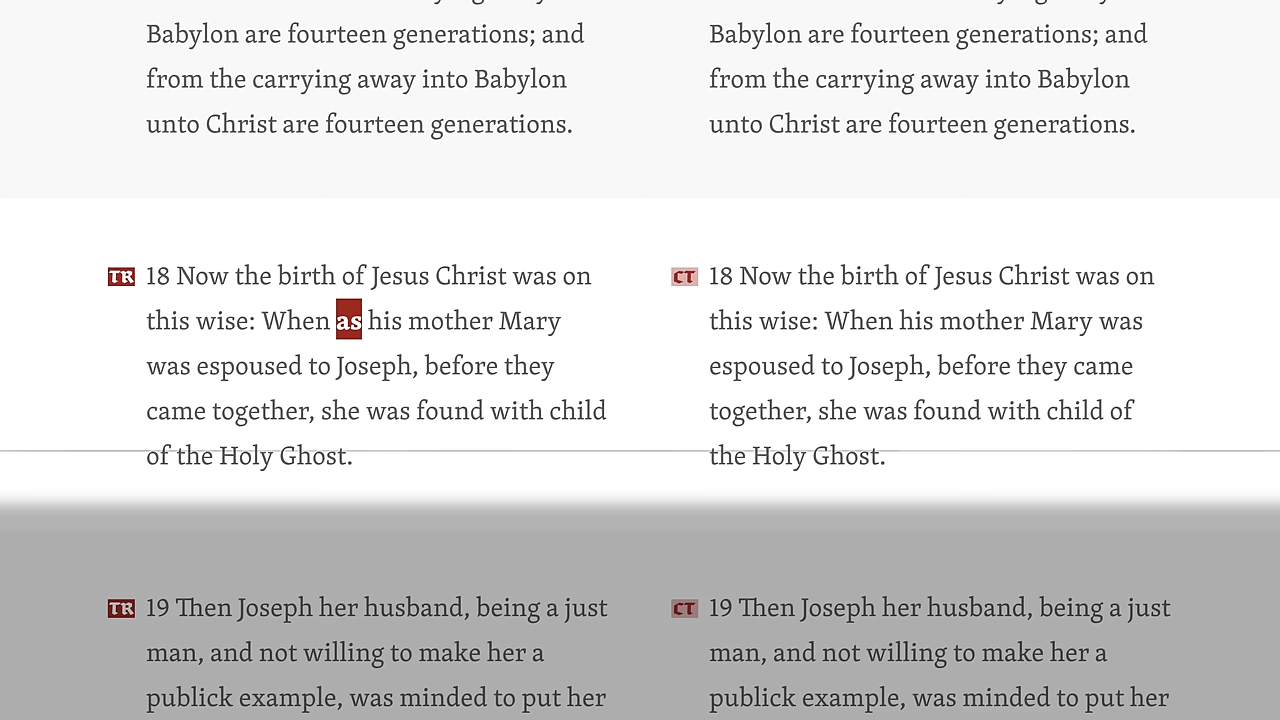 Babylon are fourteen generations; and
from the carrying away into Babylon
unto Christ are fourteen generations.
TR 18 Now the birth of Jesus Christ was on
this wise: When as his mother Mary
was espoused to Joseph, before they
came together, she was found with child
of the Holy Ghost.
TR 19 Then Joseph her husband, being a just
man, and not willing to make her a
publick example, was minded to put her
Babylon are fourteen generations; and
from the carrying away into Babylon
unto Christ are fourteen generations.
CT 18 Now the birth of Jesus Christ was on
this wise: When his mother Mary was
espoused to Joseph, before they came
together, she was found with child of
the Holy Ghost.
CT 19 Then Joseph her husband, being a just
man, and not willing to make her a
publick example, was minded to put her